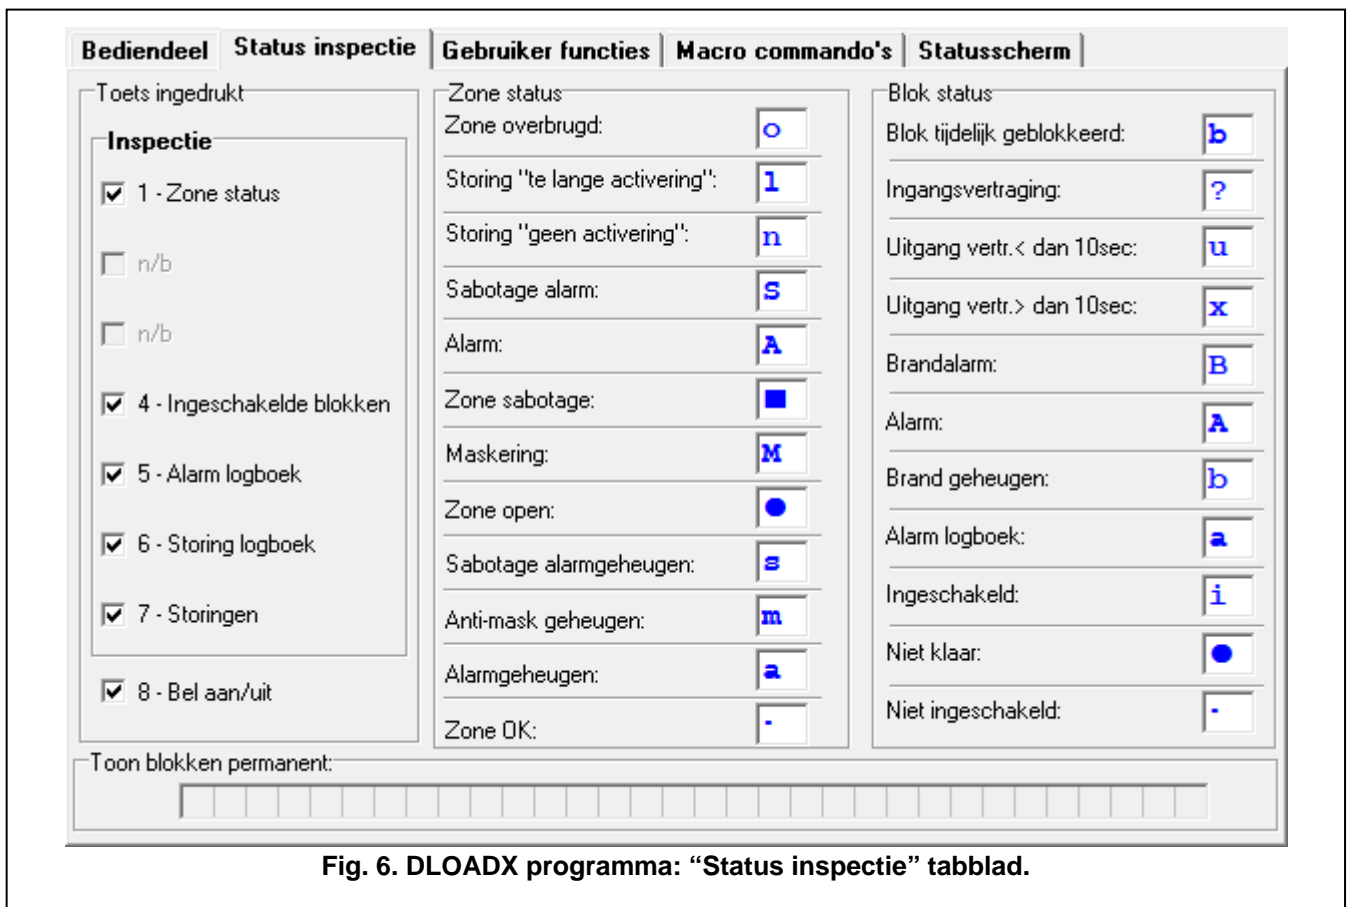 Bediendeel
Status inspectie
Gebruiker functies
Macro commando's
Statusscherm
Toets ingedrukt
Inspectie
1 - Zone status
n/b
n/b
4 - Ingeschakelde blokken
5 - Alarm logboek
6 - Storing logboek
7 - Storingen
8 - Bel aan/uit
Zone status
Zone overbrugd: o
Storing "te lange activering": l
Storing "geen activering": n
Sabotage alarm: S
Alarm: A
Zone sabotage: ■
Maskering: M
Zone open: ●
Sabotage alarmgeheugen: s
Anti-mask geheugen: m
Alarmgeheugen: a
Zone OK: ·
Blok status
Blok tijdelijk geblokkeerd: b
Ingangsvertraging: ?
Uitgang vertr.< dan 10sec: u
Uitgang vertr.> dan 10sec: x
Brandalarm: B
Alarm: A
Brand geheugen: b
Alarm logboek: a
Ingeschakeld: i
Niet klaar: ●
Niet ingeschakeld: ·
Toon blokken permanent:
Fig. 6. DLOADX programma: “Status inspectie” tabblad.